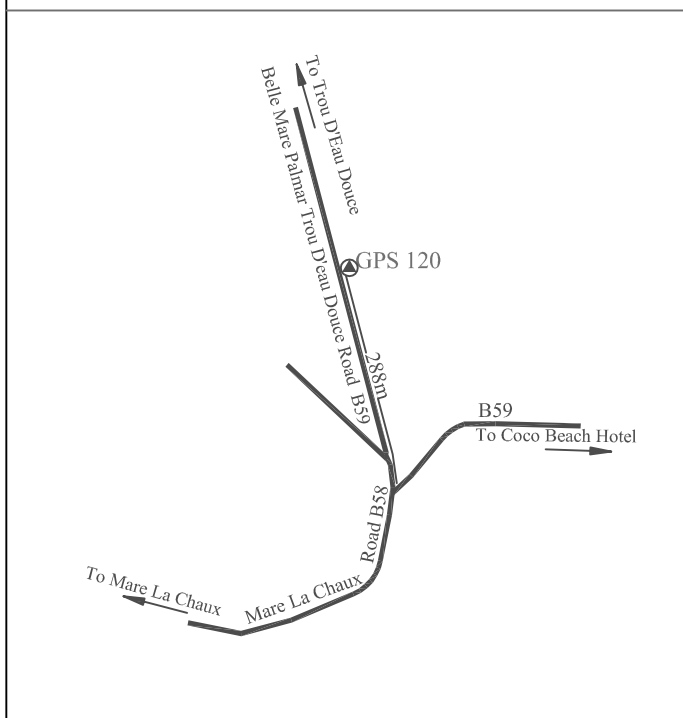 To Trou D'Eau Douce
Belle Mare Palmar Trou D'eau Douce Road B59
GPS 120
288m
B59
To Coco Beach Hotel
Road B58
Mare La Chaux
To Mare La Chaux